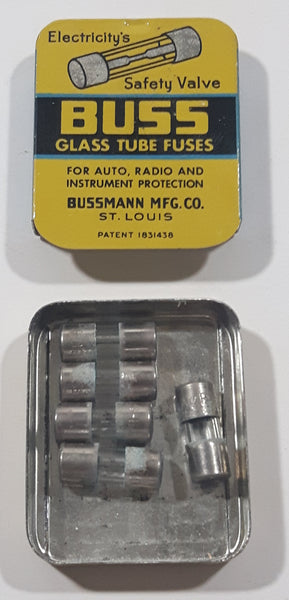 Electricity's
Safety Valve
BUSS
GLASS TUBE FUSES
FOR AUTO, RADIO AND
INSTRUMENT PROTECTION
BUSSMANN MFG. CO.
ST. LOUIS
PATENT 1831438